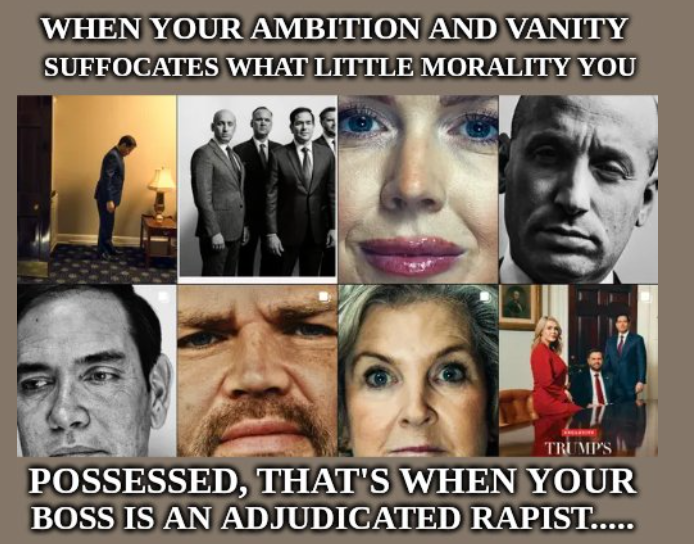 WHEN YOUR AMBITION AND VANITY
SUFFOCATES WHAT LITTLE MORALITY YOU
EXCLUSIVE
TRUMP'S
POSSESSED, THAT'S WHEN YOUR
BOSS IS AN ADJUDICATED RAPIST.....